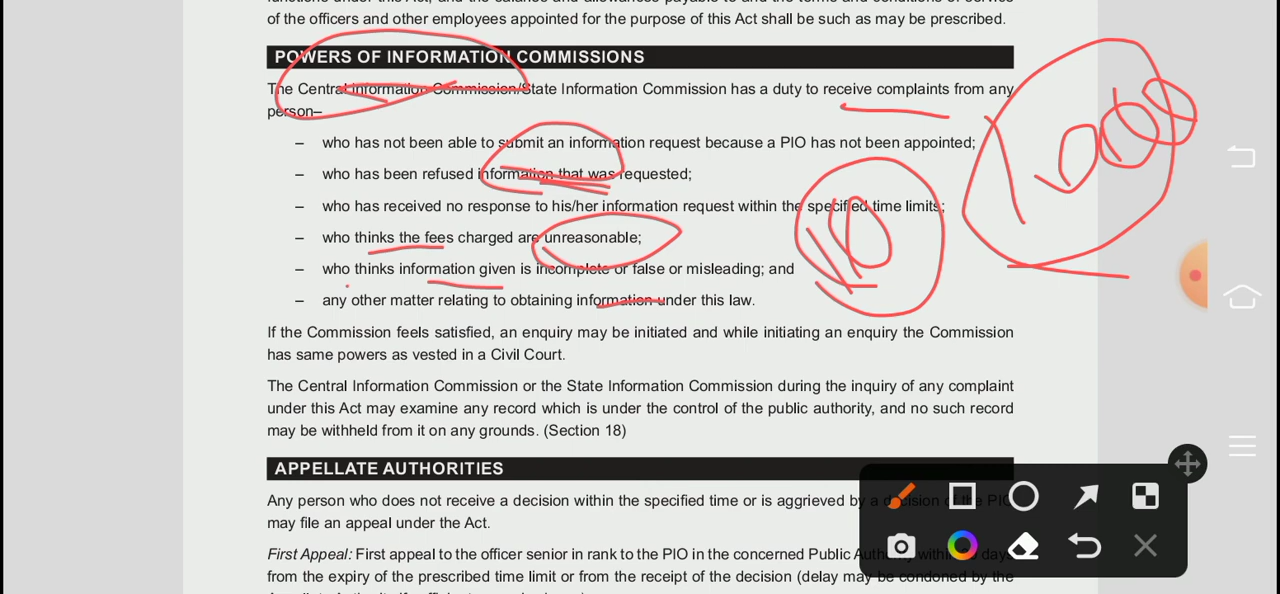 of the officers and other employees appointed for the purpose of this Act shall be such as may be prescribed.
POWERS OF INFORMATION COMMISSIONS
The Central Information Commission/State Information Commission has a duty to receive complaints from any
person–
– who has not been able to submit an information request because a PIO has not been appointed;
– who has been refused information that was requested;
– who has received no response to his/her information request within the specified time limits;
– who thinks the fees charged are unreasonable;
– who thinks information given is incomplete or false or misleading; and
– any other matter relating to obtaining information under this law.
10
1000
If the Commission feels satisfied, an enquiry may be initiated and while initiating an enquiry the Commission
has same powers as vested in a Civil Court.
The Central Information Commission or the State Information Commission during the inquiry of any complaint
under this Act may examine any record which is under the control of the public authority, and no such record
may be withheld from it on any grounds. (Section 18)
APPELLATE AUTHORITIES
Any person who does not receive a decision within the specified time or is aggrieved by a decision of the PIO
may file an appeal under the Act.
First Appeal: First appeal to the officer senior in rank to the PIO in the concerned Public Authority within days
from the expiry of the prescribed time limit or from the receipt of the decision (delay may be condoned by the